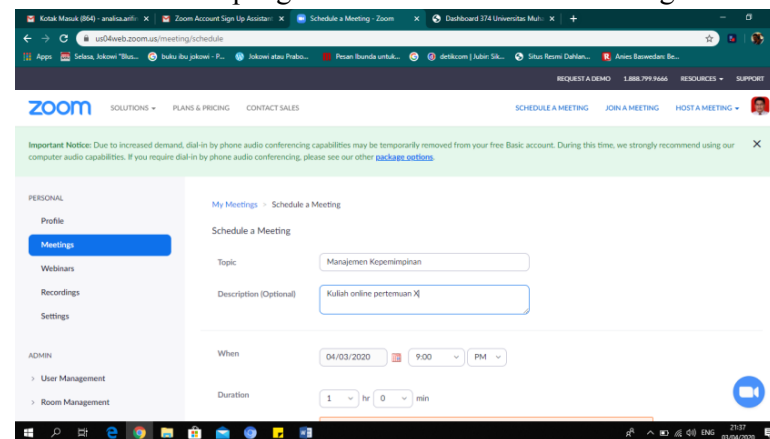 Kotak Masuk (864) - analisa.arifin
Zoom Account Sign Up Assistanc
Schedule a Meeting - Zoom
Dashboard 374 Universitas Muh
us04web.zoom.us/meeting/schedule
Apps
Selasa, Jokowi "Blus...
buku ibu jokowi - P...
Jokowi atau Prabo...
Pesan Ibunda untuk...
detikcom | Jubir: Sik...
Situs Resmi Dahlan...
Anies Baswedan: Be...
REQUEST A DEMO
1.888.799.9666
RESOURCES
SUPPORT
zoom
SOLUTIONS
PLANS & PRICING
CONTACT SALES
SCHEDULE A MEETING
JOIN A MEETING
HOST A MEETING
Important Notice: Due to increased demand, dial-in by phone audio conferencing capabilities may be temporarily removed from your free Basic account. During this time, we strongly recommend using our
computer audio capabilities. If you require dial-in by phone audio conferencing, please see our other package options.
PERSONAL
Profile
Meetings
Webinars
Recordings
Settings
ADMIN
User Management
Room Management
My Meetings > Schedule a Meeting
Schedule a Meeting
Topic
Manajemen Kepemimpinan
Description (Optional)
Kuliah online pertemuan X
When
04/03/2020
9:00
PM
Duration
1
hr
0
min
ENG
21:37
03/04/2020